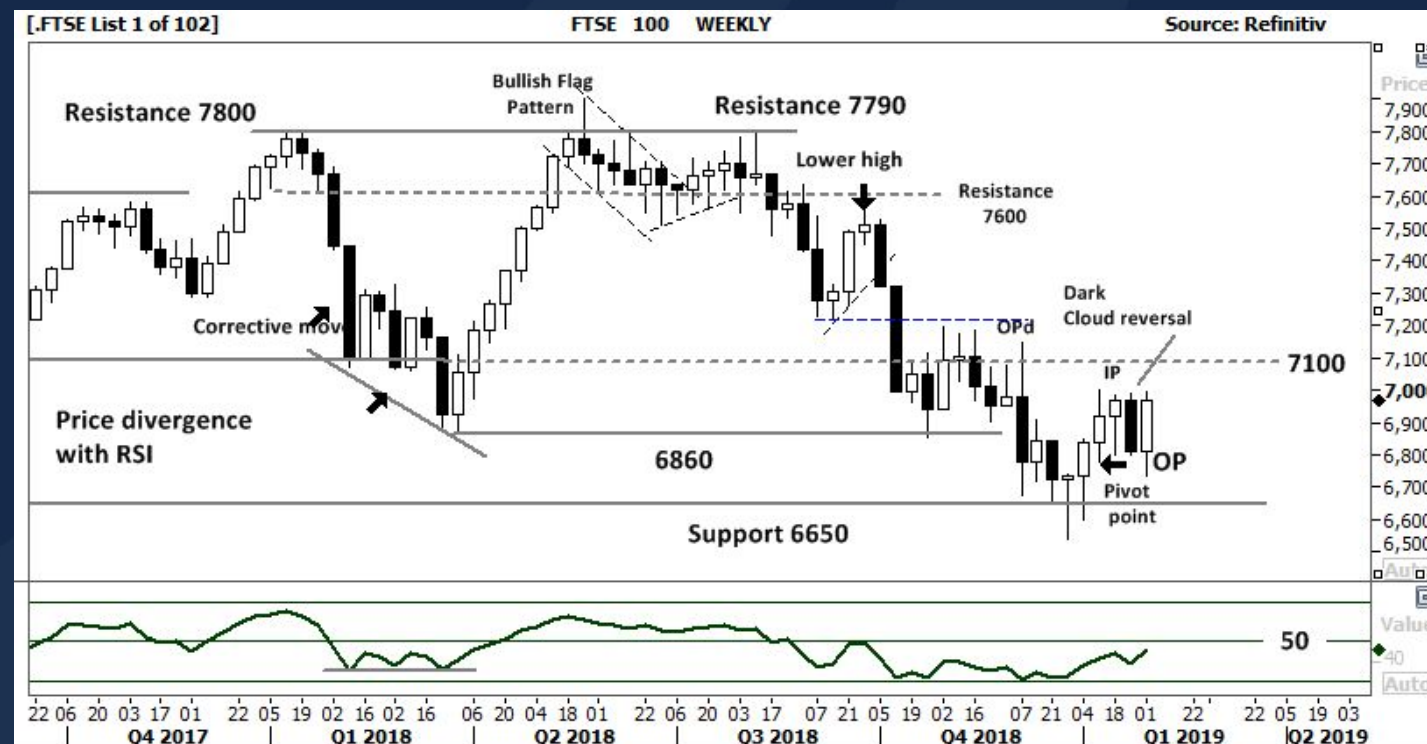 [.FTSE List 1 of 102] FTSE 100 WEEKLY Source: Refinitiv
Bullish Flag
Pattern
Resistance 7800
Resistance 7790
Lower high
Resistance
7600
Corrective move
OPd
Dark
Cloud reversal
7100
IP
Price divergence
with RSI
6860
OP
Pivot
point
Support 6650
Price
7,900
7,800
7,700
7,600
7,500
7,400
7,300
7,200
7,100
7,000
6,900
6,800
6,700
6,600
6,500
Auto
50
Value
40
Auto
22 06 20 03 17 01 22 05 19 02 16 02 16 06 20 04 18 01 22 06 20 03 17 07 21 05 19 02 16 07 21 04 18 01 22 22 05 19 03
Q4 2017 Q1 2018 Q2 2018 Q3 2018 Q4 2018 Q1 2019 Q2 2019